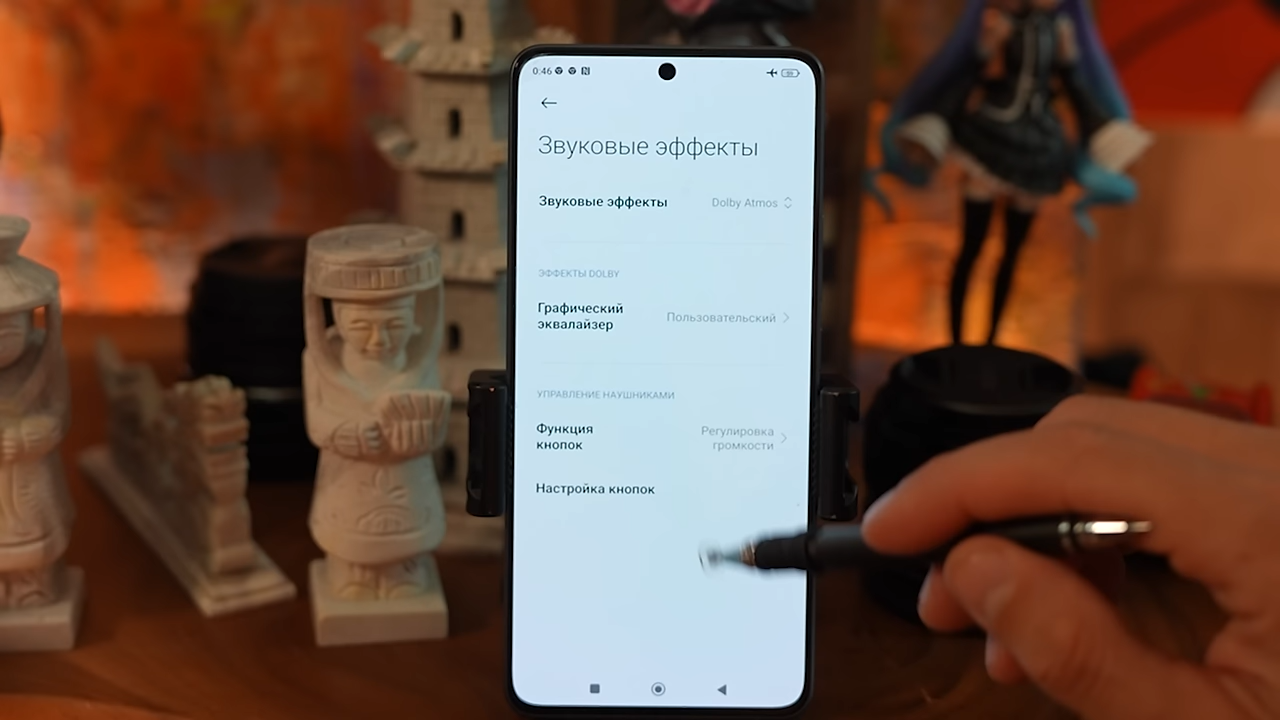 0:46
Звуковые эффекты
Звуковые эффекты Dolby Atmos
ЭФФЕКТЫ DOLBY
Графический эквалайзер Пользовательский
УПРАВЛЕНИЕ НАУШНИКАМИ
Функция кнопок Регулировка громкости
Настройка кнопок